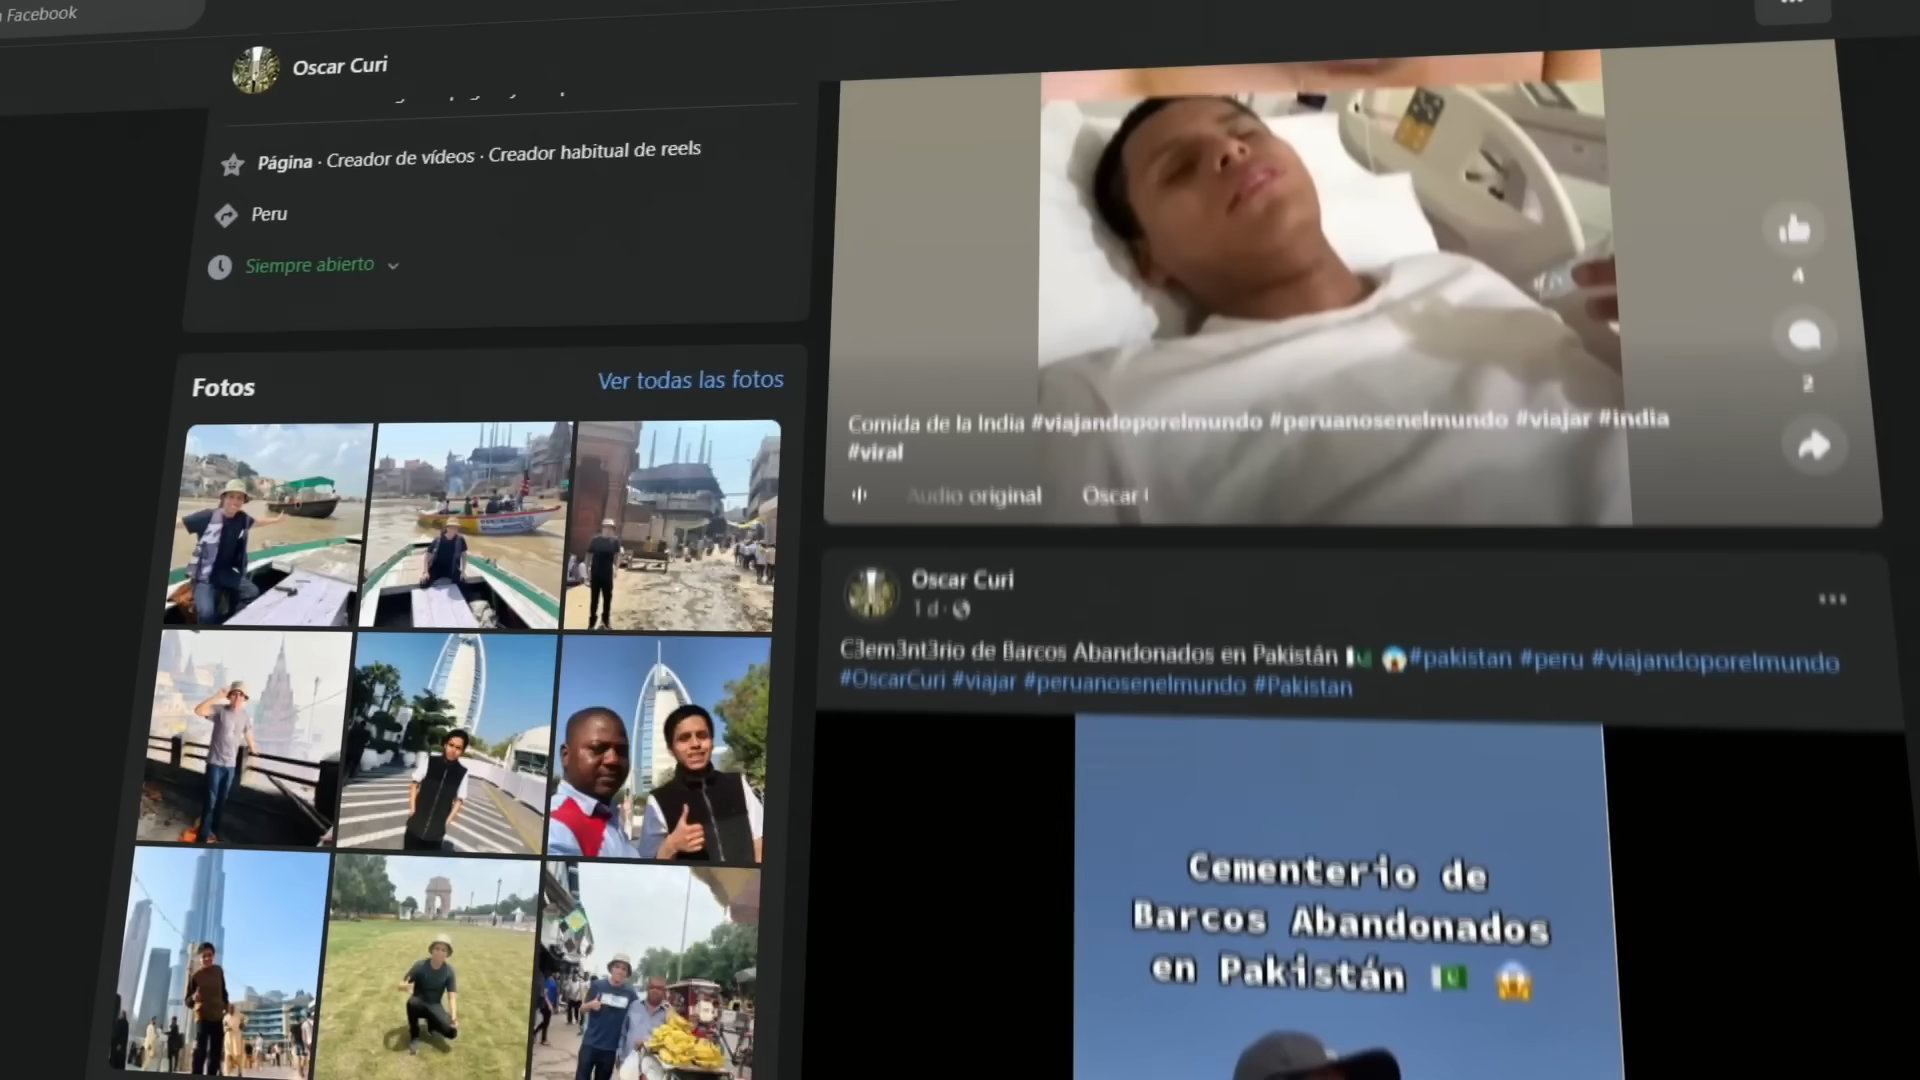 Facebook
Oscar Curi
Página · Creador de vídeos · Creador habitual de reels
Peru
Siempre abierto
Fotos
Ver todas las fotos
4
2
Comida de la India #viajandoporelmundo #peruanosenelmundo #viajar #india
#viral
Audio original
Oscar
Oscar Curi
1 d ·
C3em3nt3rio de Barcos Abandonados en Pakistán #pakistan #peru #viajandoporelmundo
#OscarCuri #viajar #peruanosenelmundo #Pakistan
Cementerio de
Barcos Abandonados
en Pakistán